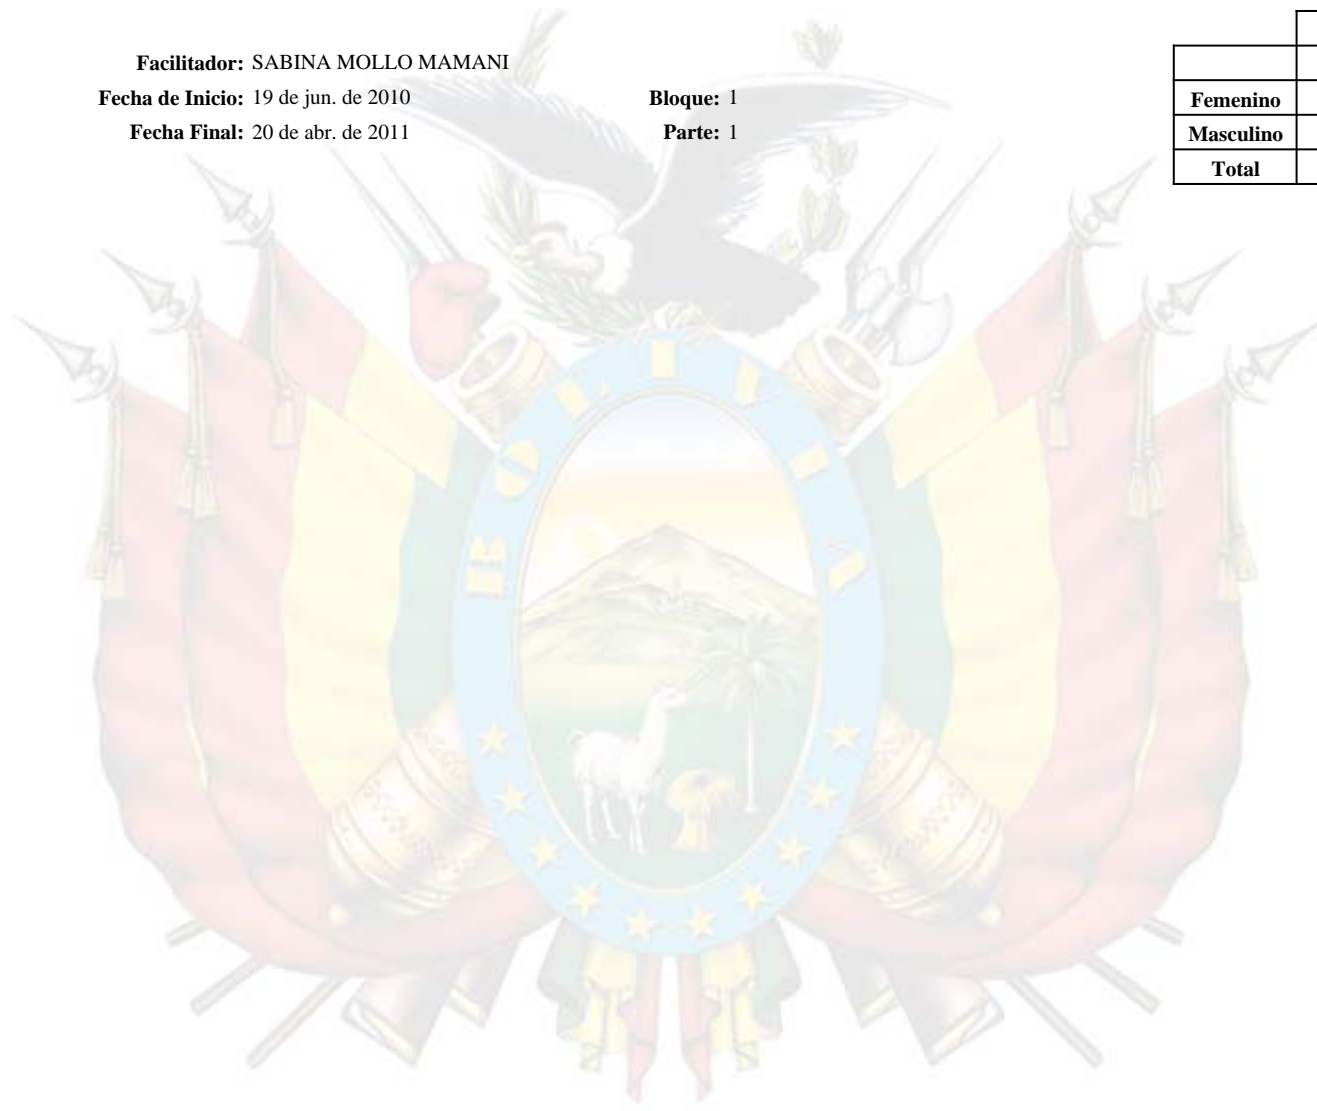 Facilitador: SABINA MOLLO MAMANI
Fecha de Inicio: 19 de jun. de 2010 Bloque: 1
Fecha Final: 20 de abr. de 2011 Parte: 1
Femenino
Masculino
Total
BOLIVIA